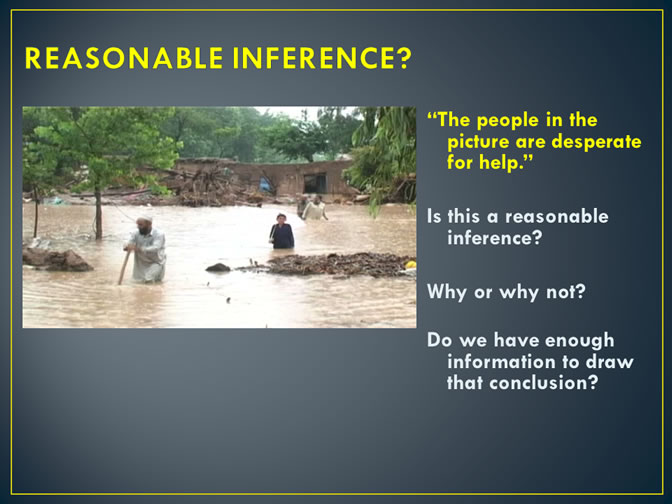 REASONABLE INFERENCE?
“The people in the
picture are desperate
for help.”
Is this a reasonable
inference?
Why or why not?
Do we have enough
information to draw
that conclusion?